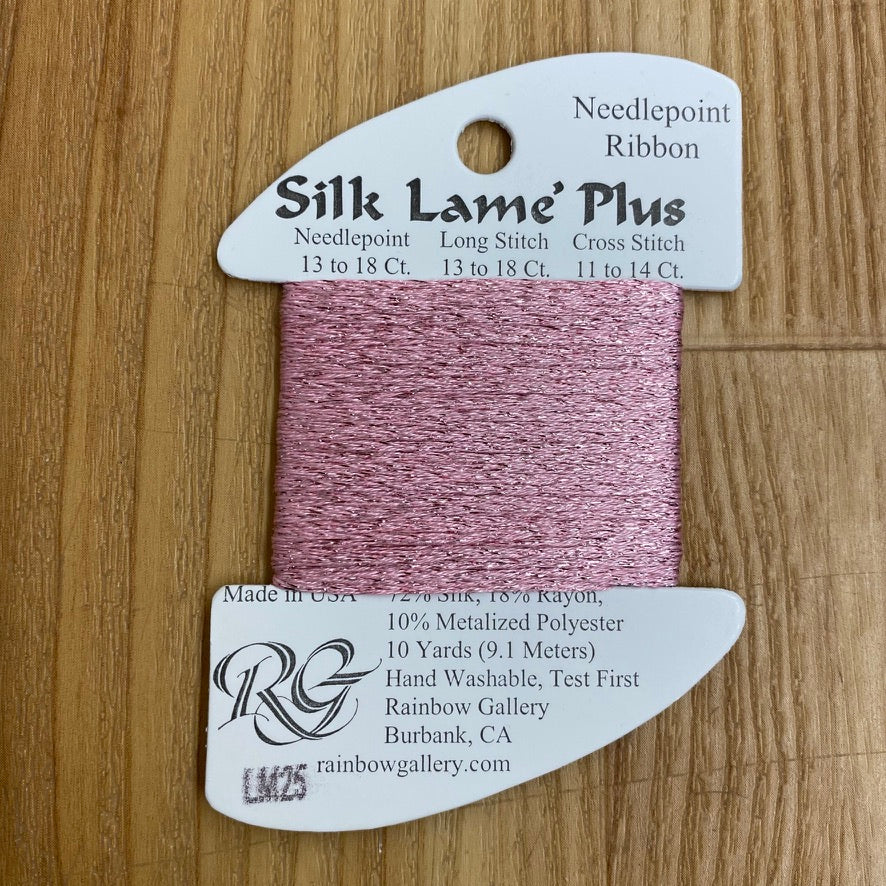 Needlepoint
Ribbon
Silk Lamé Plus
Needlepoint Long Stitch Cross Stitch
13 to 18 Ct. 13 to 18 Ct. 11 to 14 Ct.
Made in USA 72% Silk, 18% Rayon,
10% Metalized Polyester
10 Yards (9.1 Meters)
RG Hand Washable, Test First
Rainbow Gallery
Burbank, CA
rainbowgallery.com
LM25